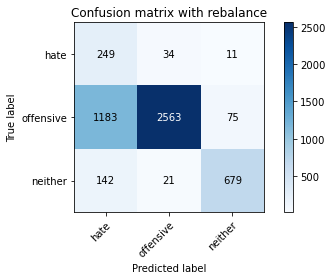 Confusion matrix with rebalance
hate 249 34 11
offensive 1183 2563 75
neither 142 21 679
hate offensive neither
True label
Predicted label
2500
2000
1500
1000
500